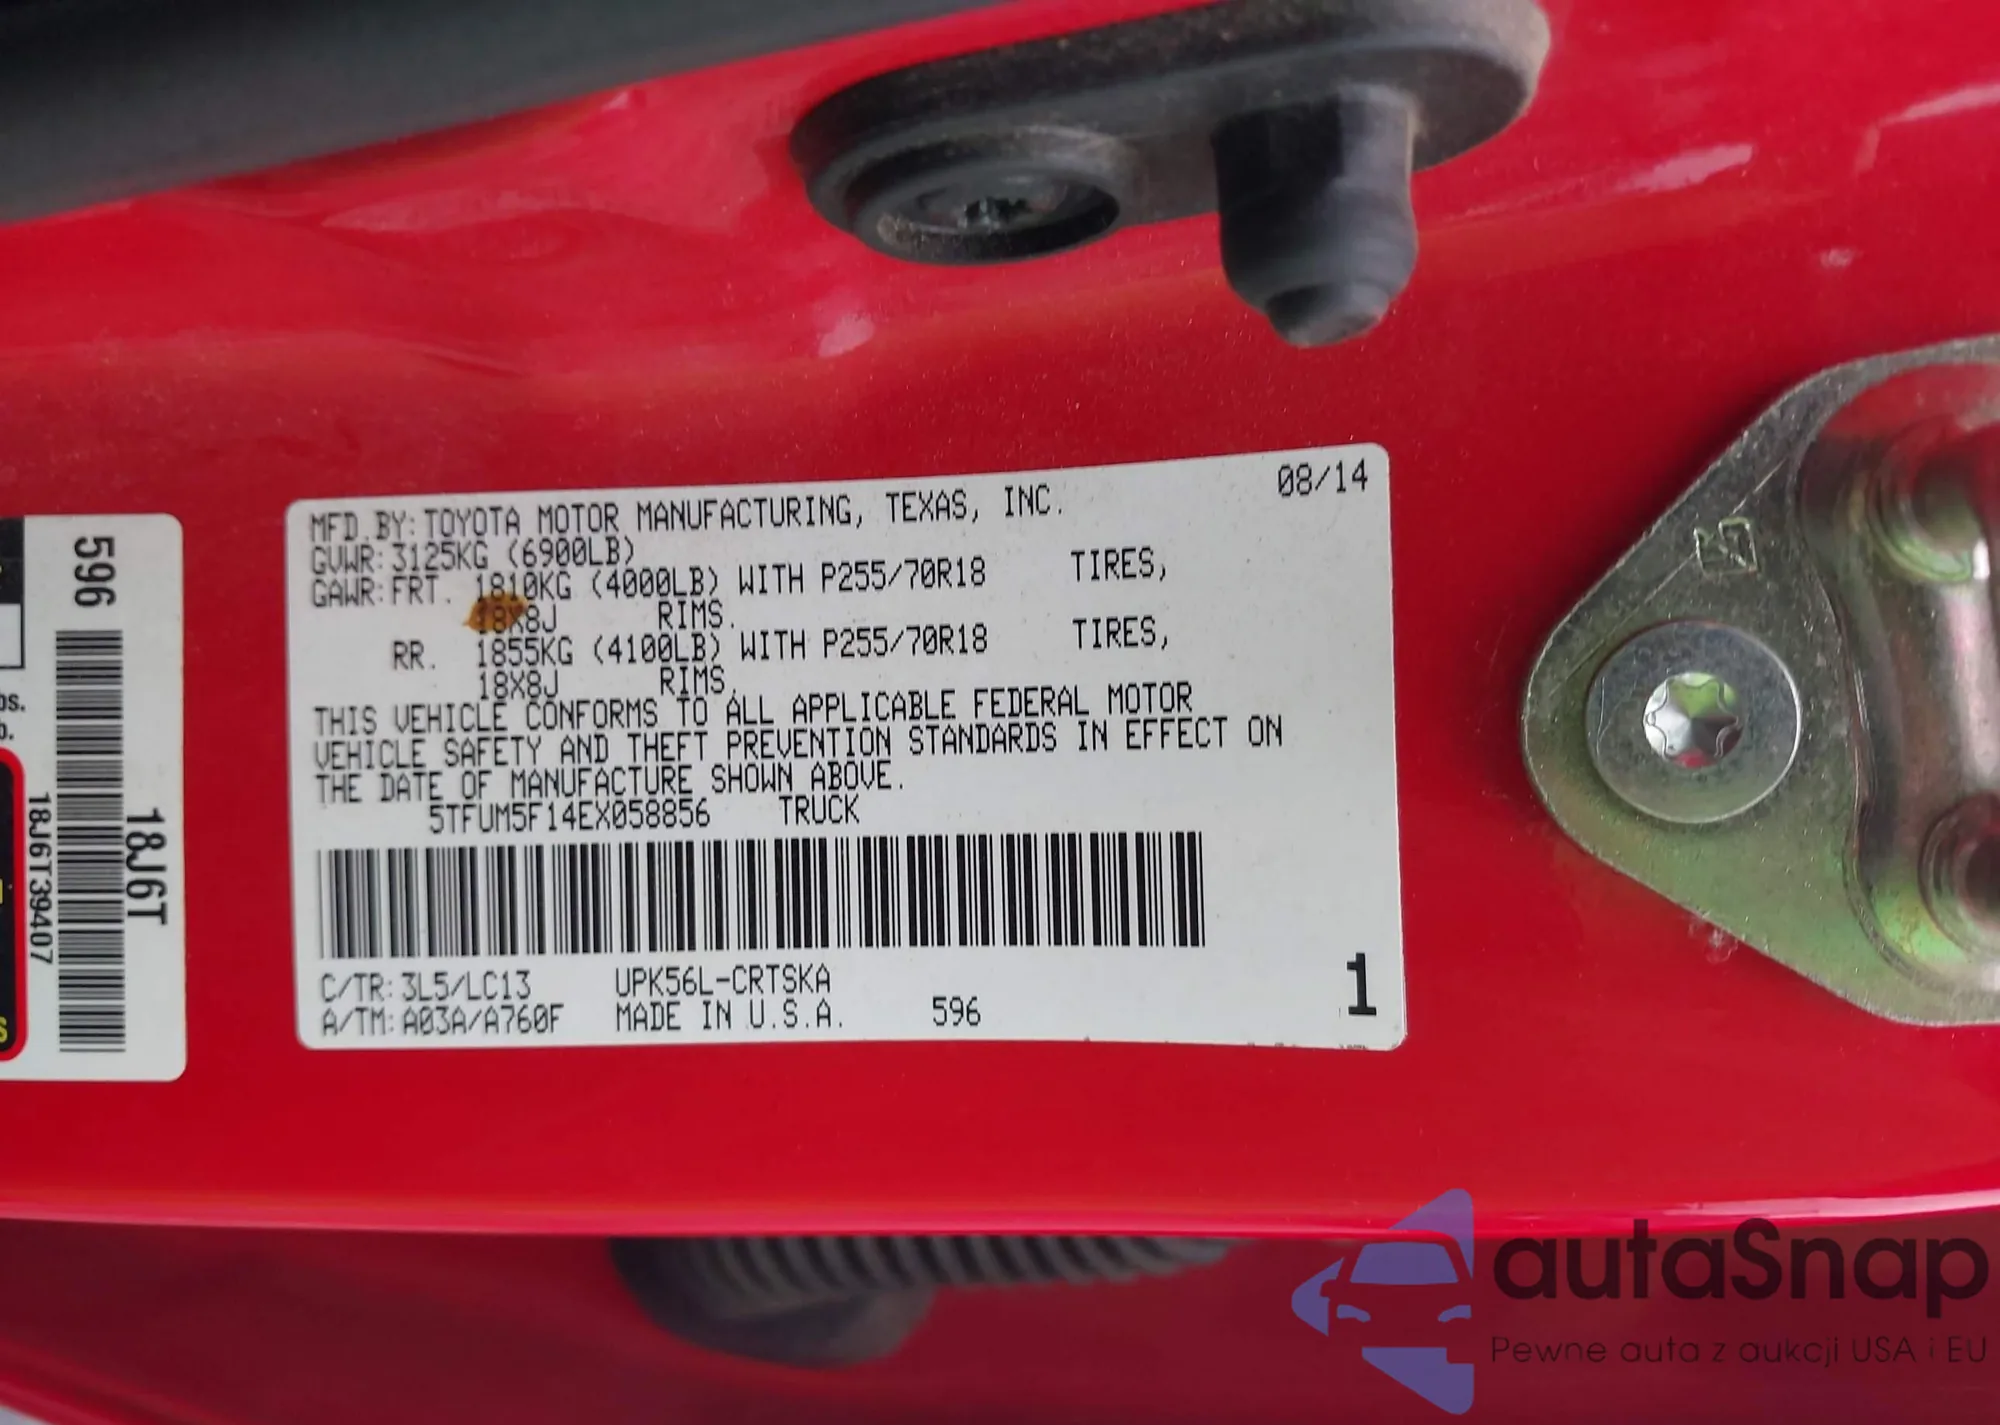 08/14
MFD.BY: TOYOTA MOTOR MANUFACTURING, TEXAS, INC.
GVWR: 3125KG (6900LB)
GAWR: FRT. 1810KG (4000LB) WITH P255/70R18 TIRES,
18X8J RIMS.
RR. 1855KG (4100LB) WITH P255/70R18 TIRES,
18X8J RIMS.
THIS VEHICLE CONFORMS TO ALL APPLICABLE FEDERAL MOTOR
VEHICLE SAFETY AND THEFT PREVENTION STANDARDS IN EFFECT ON
THE DATE OF MANUFACTURE SHOWN ABOVE.
5TFUM5F14EX058856 TRUCK
C/TR: 3L5/LC13 UPK56L-CRTSKA
A/TM: A03A/A760F MADE IN U.S.A. 596
1
596
18J6T
18J6T39407
autaSnap
Pewne auta z aukcji USA i EU